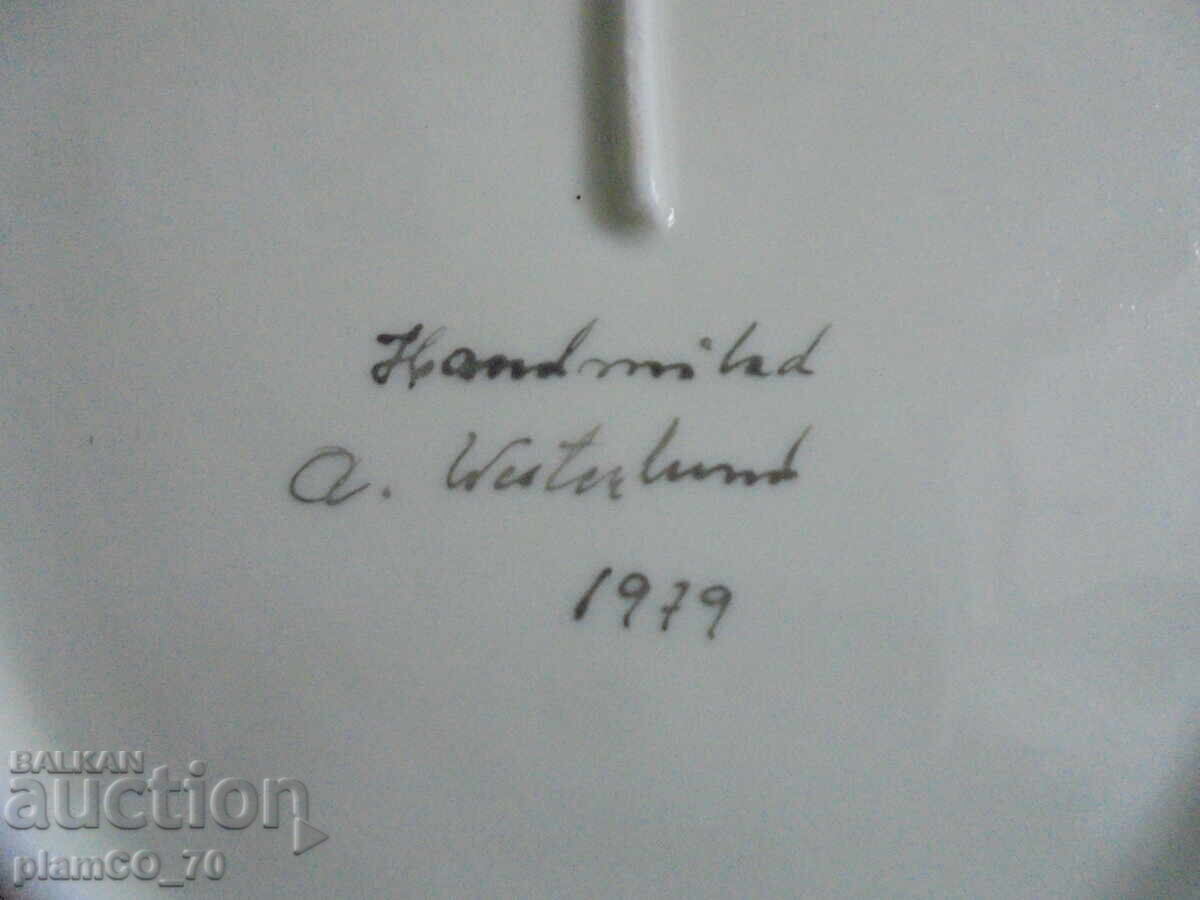 Handmålad
A. Westerlund
1979
BALKAN
auction
plamCO_70